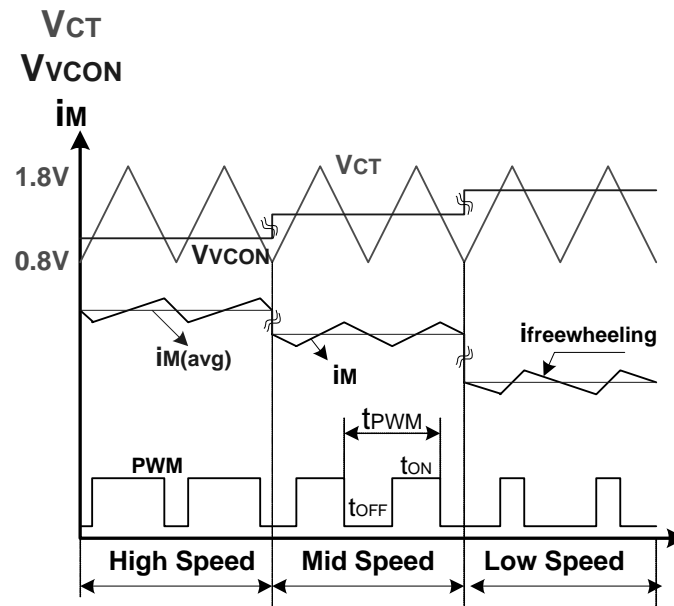 VCT
VVCON
iM
1.8V
VCT
VVCON
0.8V
iM(avg)
iM
ifreewheeling
tPWM
PWM
tON
tOFF
High Speed
Mid Speed
Low Speed